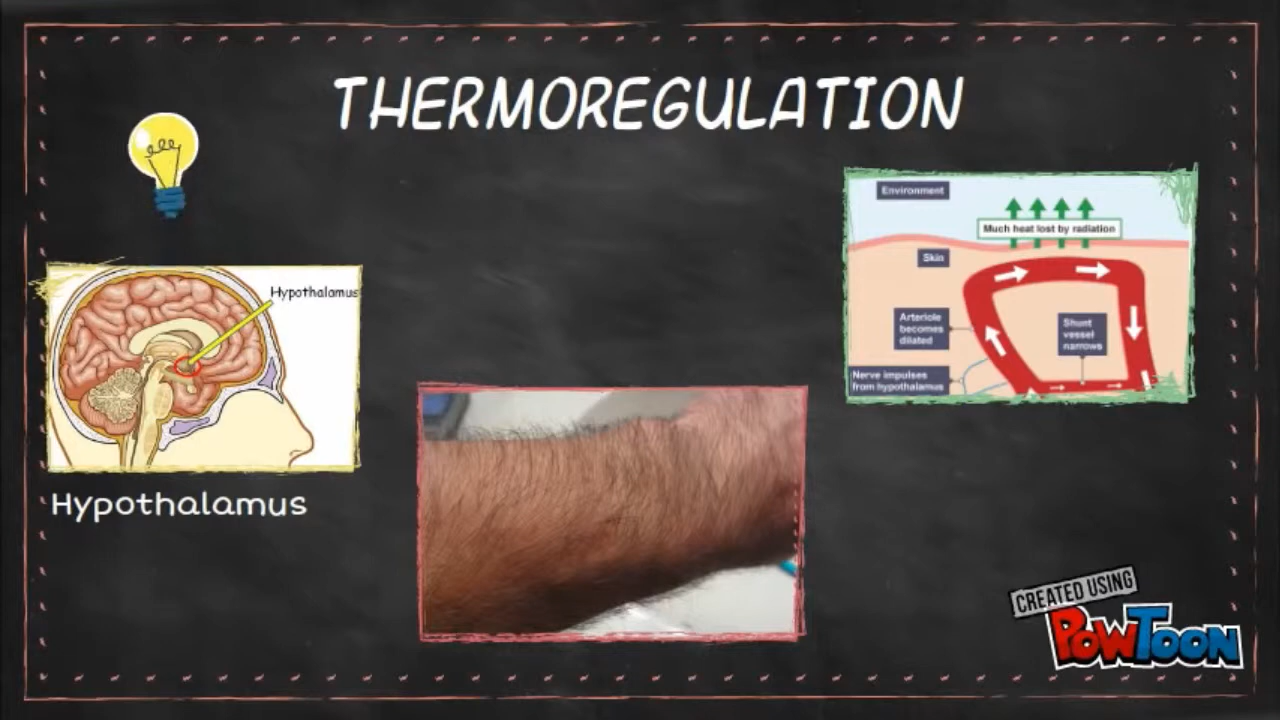 THERMOREGULATION
Environment
Much heat lost by radiation
Skin
Hypothalamus
Arteriole
becomes
dilated
Shunt
vessel
narrows
Nerve impulses
from hypothalamus
Hypothalamus
CREATED USING
POWTOON